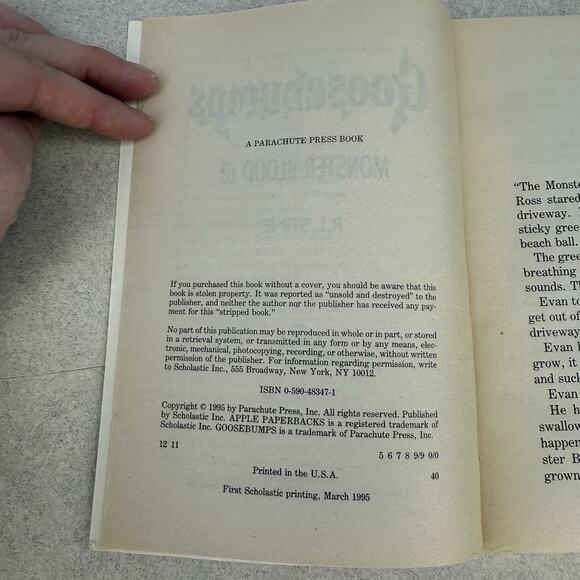 A PARACHUTE PRESS BOOK
If you purchased this book without a cover, you should be aware that this
book is stolen property. It was reported as “unsold and destroyed” to the
publisher, and neither the author nor the publisher has received any pay-
ment for this “stripped book.”
No part of this publication may be reproduced in whole or in part, or stored
in a retrieval system, or transmitted in any form or by any means, elec-
tronic, mechanical, photocopying, recording, or otherwise, without written
permission of the publisher. For information regarding permission, write
to Scholastic Inc., 555 Broadway, New York, NY 10012.
ISBN 0-590-48347-1
Copyright © 1995 by Parachute Press, Inc. All rights reserved. Published
by Scholastic Inc. APPLE PAPERBACKS is a registered trademark of
Scholastic Inc. GOOSEBUMPS is a trademark of Parachute Press, Inc.
12 11
5 6 7 8 9/9 0/0
Printed in the U.S.A.
40
First Scholastic printing, March 1995
“The Monste
Ross stared
driveway.
sticky gree
beach ball.
The gree
breathing
sounds. T
Evan to
get out of
driveway
Evan
grow, it
and suck
Evan
He h
swallow
happen
ster B
grown